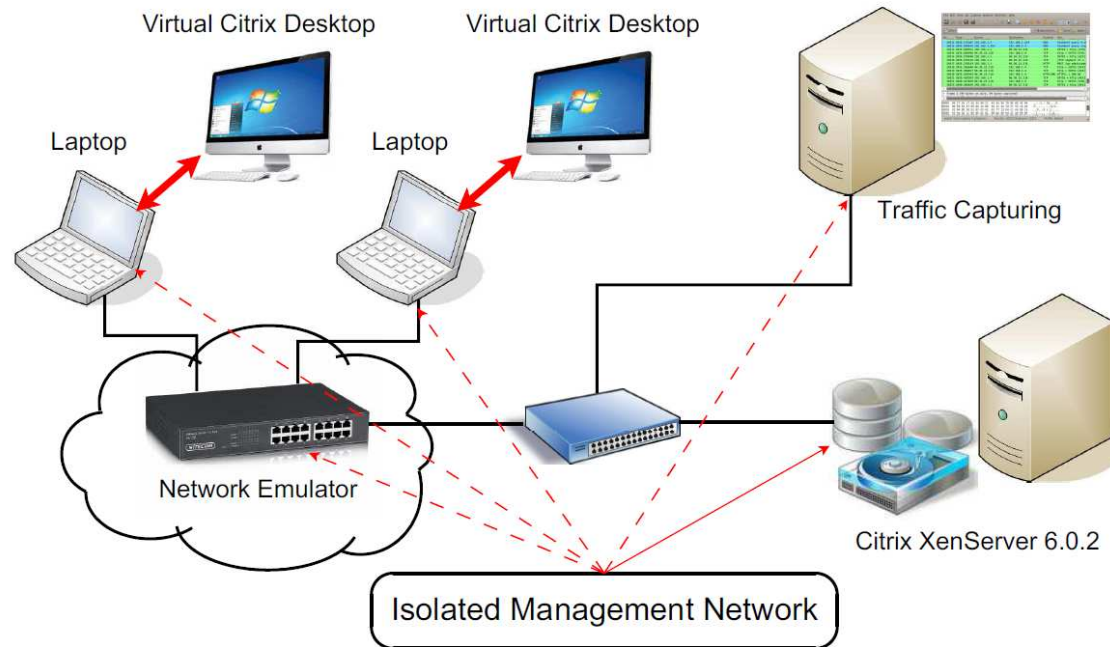 Virtual Citrix Desktop
Virtual Citrix Desktop
Laptop
Laptop
Traffic Capturing
Network Emulator
Citrix XenServer 6.0.2
Isolated Management Network